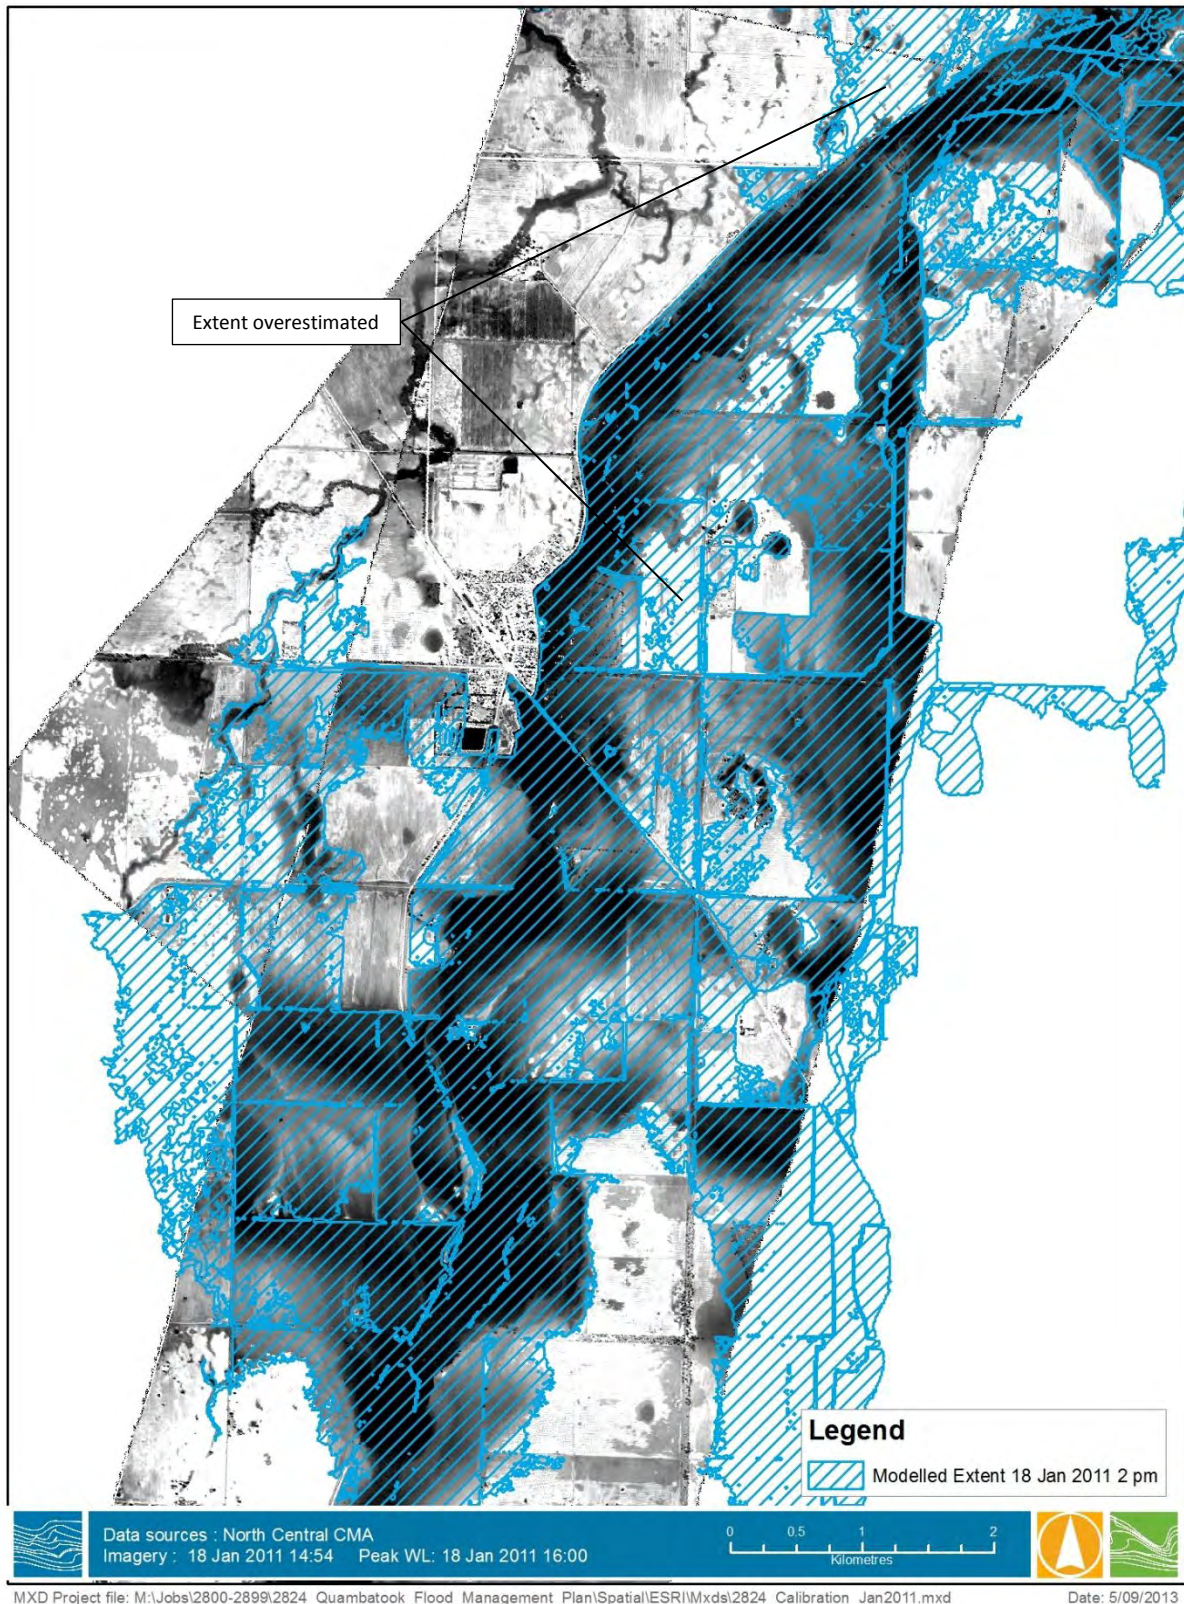 Extent overestimated
Legend
Modelled Extent 18 Jan 2011 2 pm
Data sources : North Central CMA
Imagery : 18 Jan 2011 14:54 Peak WL: 18 Jan 2011 16:00
0 0.5 1 2
Kilometres
MXD Project file: M:\Jobs\2800-2899\2824_Quambatook_Flood_Management_Plan\Spatial\ESRI\Mxds\2824_Calibration_Jan2011.mxd
Date: 5/09/2013